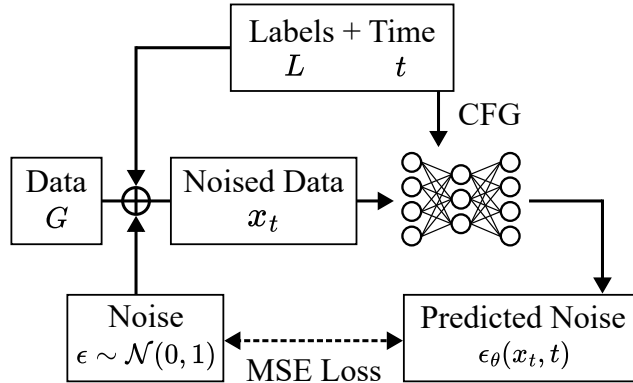 Labels + Time
L t
CFG
Data
G
Noised Data
x_t
Noise
ϵ ∼ 𝒩(0, 1)
MSE Loss
Predicted Noise
ϵ_θ(x_t, t)